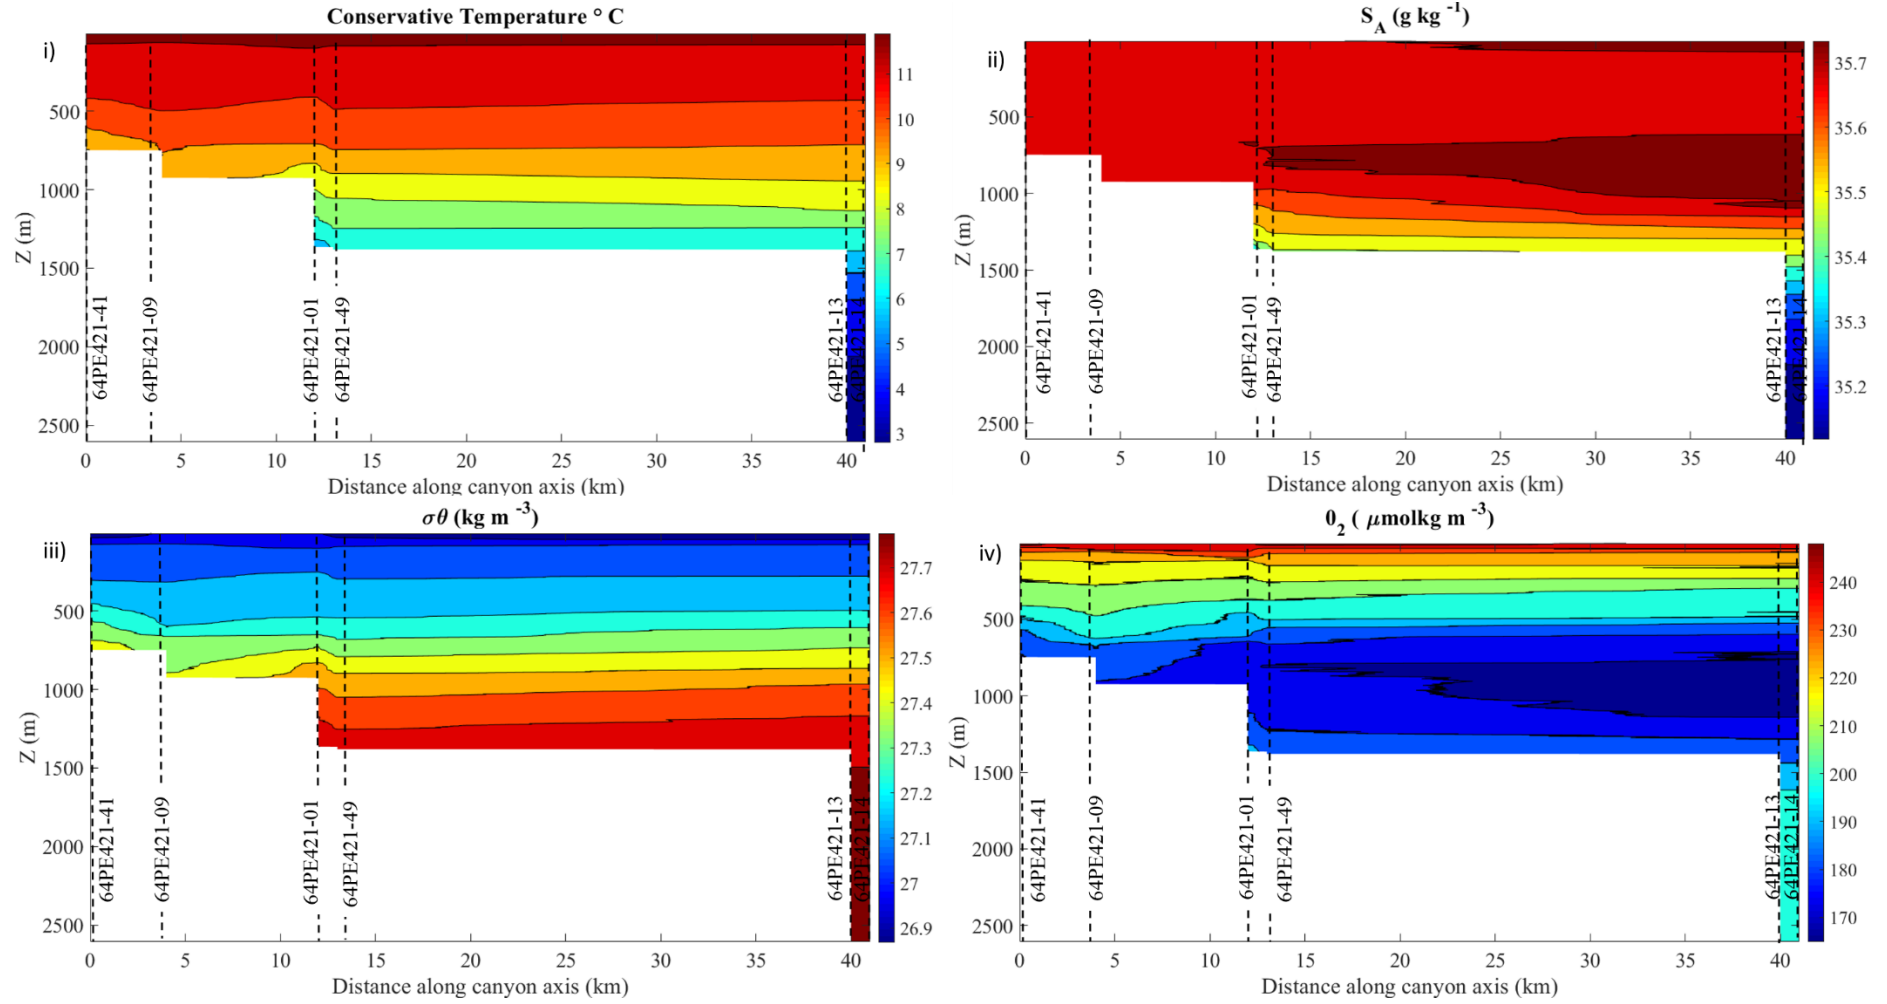 Conservative Temperature ° C
i)
500
1000
1500
2000
2500
Z (m)
64PE421-41
64PE421-09
64PE421-01
64PE421-49
64PE421-13
64PE421-14
0 5 10 15 20 25 30 35 40
Distance along canyon axis (km)
11
10
9
8
7
6
5
4
3
S_A (g kg ⁻¹)
ii)
500
1000
1500
2000
2500
Z (m)
64PE421-41
64PE421-09
64PE421-01
64PE421-49
64PE421-13
64PE421-14
0 5 10 15 20 25 30 35 40
Distance along canyon axis (km)
35.7
35.6
35.5
35.4
35.3
35.2
σθ (kg m ⁻³)
iii)
500
1000
1500
2000
2500
Z (m)
64PE421-41
64PE421-09
64PE421-01
64PE421-49
64PE421-13
64PE421-14
0 5 10 15 20 25 30 35 40
Distance along canyon axis (km)
27.7
27.6
27.5
27.4
27.3
27.2
27.1
27
26.9
0₂ ( μmolkg m ⁻³)
iv)
500
1000
1500
2000
2500
Z (m)
64PE421-41
64PE421-09
64PE421-01
64PE421-49
64PE421-13
64PE421-14
0 5 10 15 20 25 30 35 40
Distance along canyon axis (km)
240
230
220
210
200
190
180
170